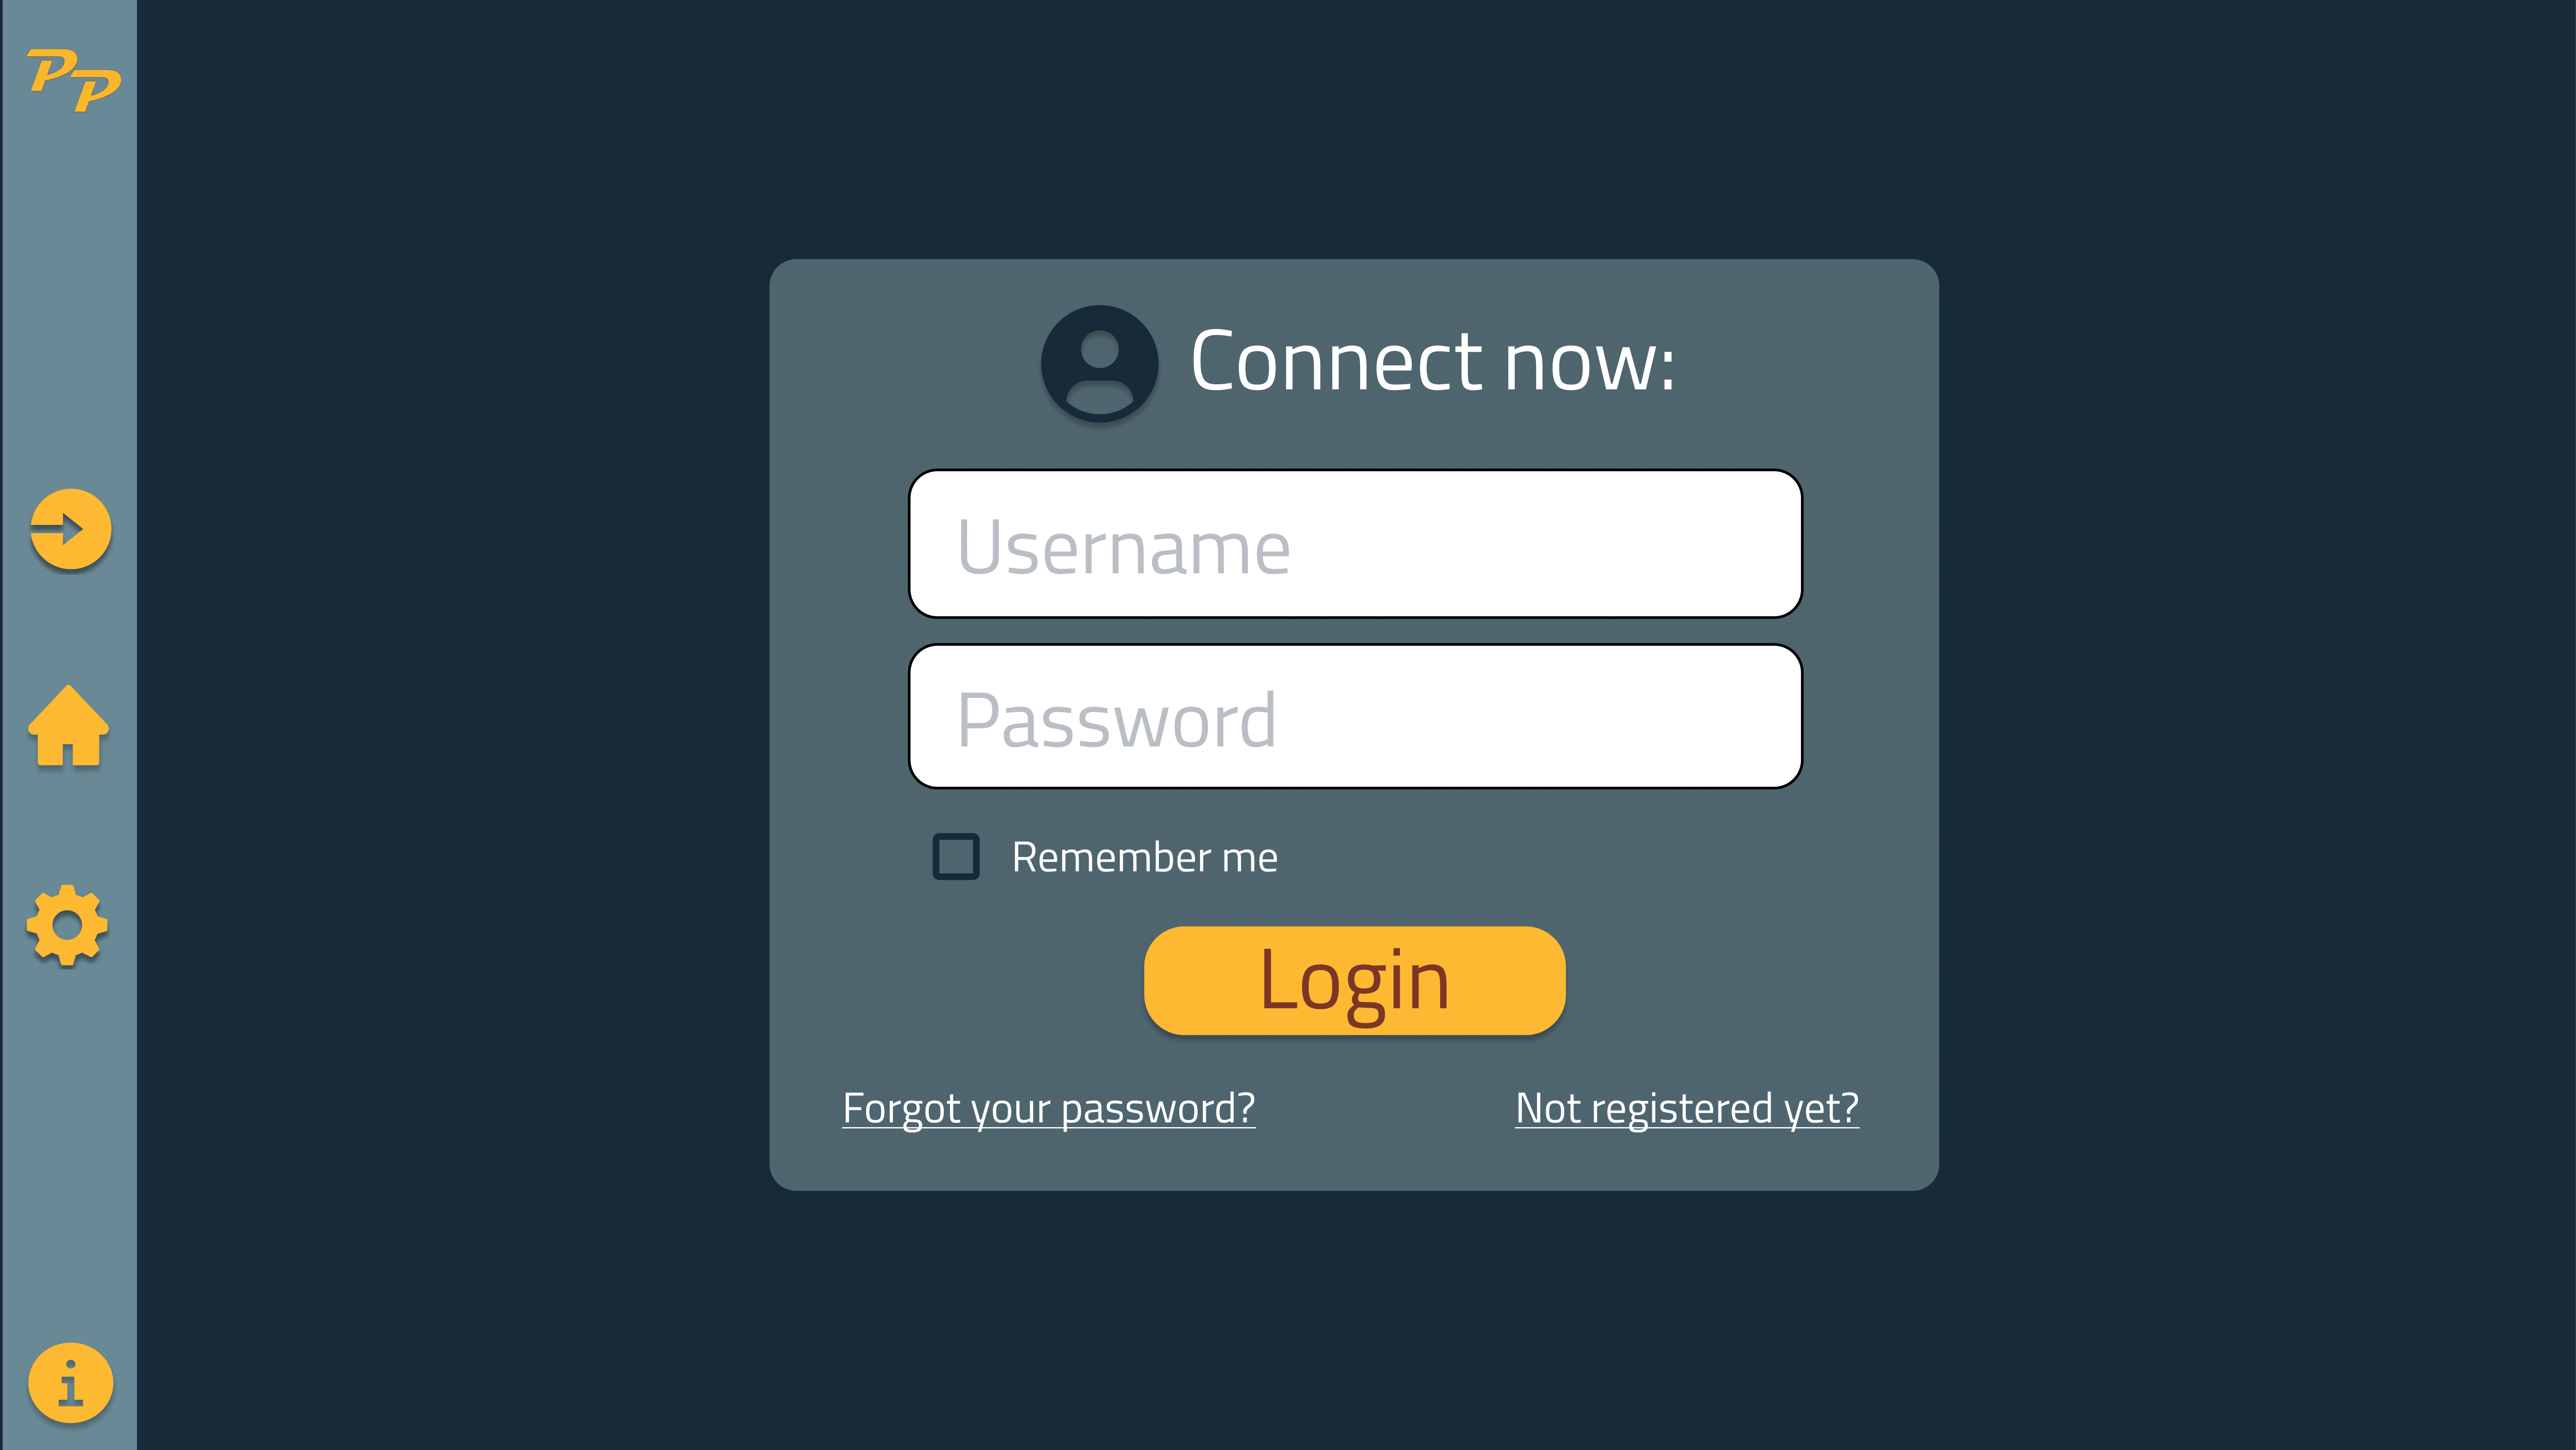 PP
Connect now:
Username
Password
Remember me
Login
Forgot your password?
Not registered yet?
i